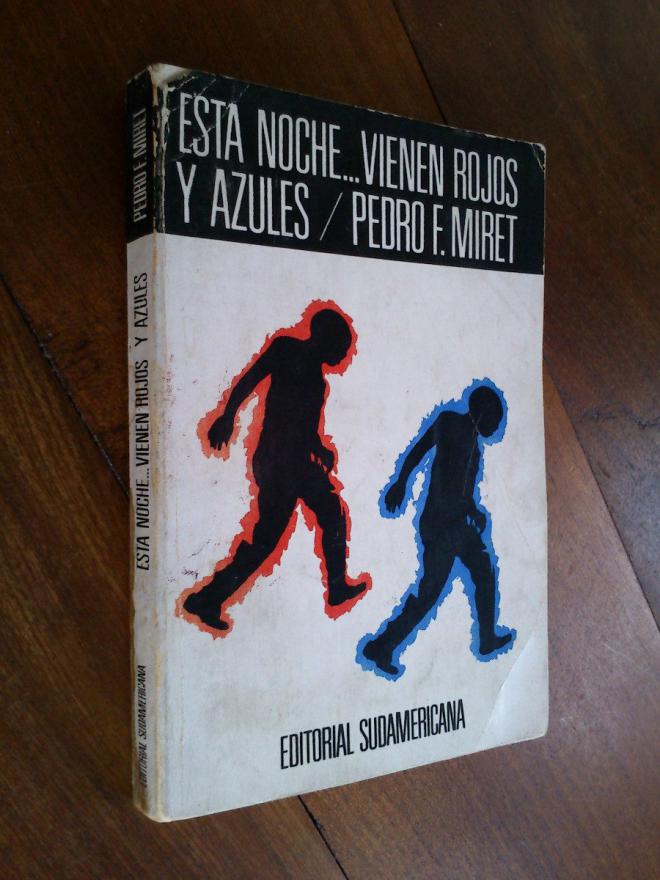 ESTA NOCHE... VIENEN ROJOS
Y AZULES / PEDRO F. MIRET
EDITORIAL SUDAMERICANA
PEDRO F. MIRET
ESTA NOCHE... VIENEN ROJOS Y AZULES
EDITORIAL SUDAMERICANA